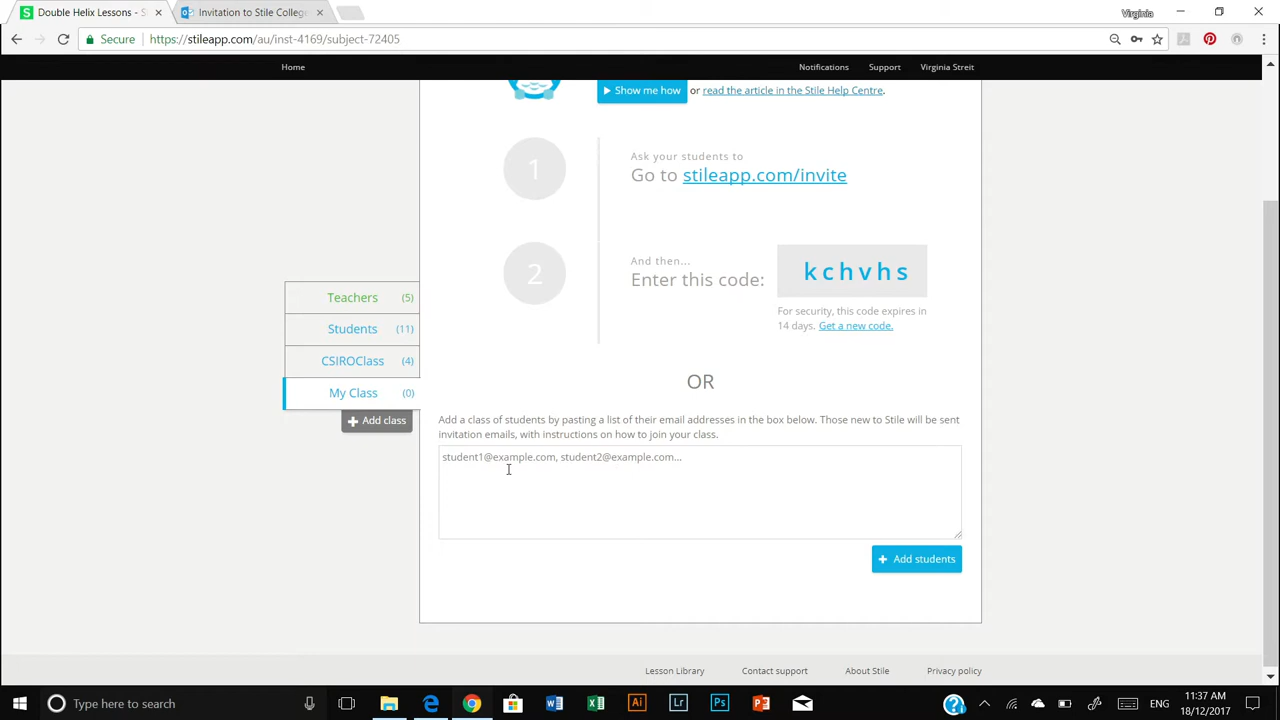 Double Helix Lessons - S
Invitation to Stile College
Virginia
Secure
https://stileapp.com/au/inst-4169/subject-72405
Home
Notifications
Support
Virginia Streit
Show me how or read the article in the Stile Help Centre.
1
Ask your students to
Go to stileapp.com/invite
2
And then...
Enter this code:
kchvhs
For security, this code expires in
14 days. Get a new code.
Teachers (5)
Students (11)
CSIROClass (4)
My Class (0)
Add class
OR
Add a class of students by pasting a list of their email addresses in the box below. Those new to Stile will be sent
invitation emails, with instructions on how to join your class.
student1@example.com, student2@example.com...
Add students
Lesson Library
Contact support
About Stile
Privacy policy
Type here to search
ENG
11:37 AM
18/12/2017